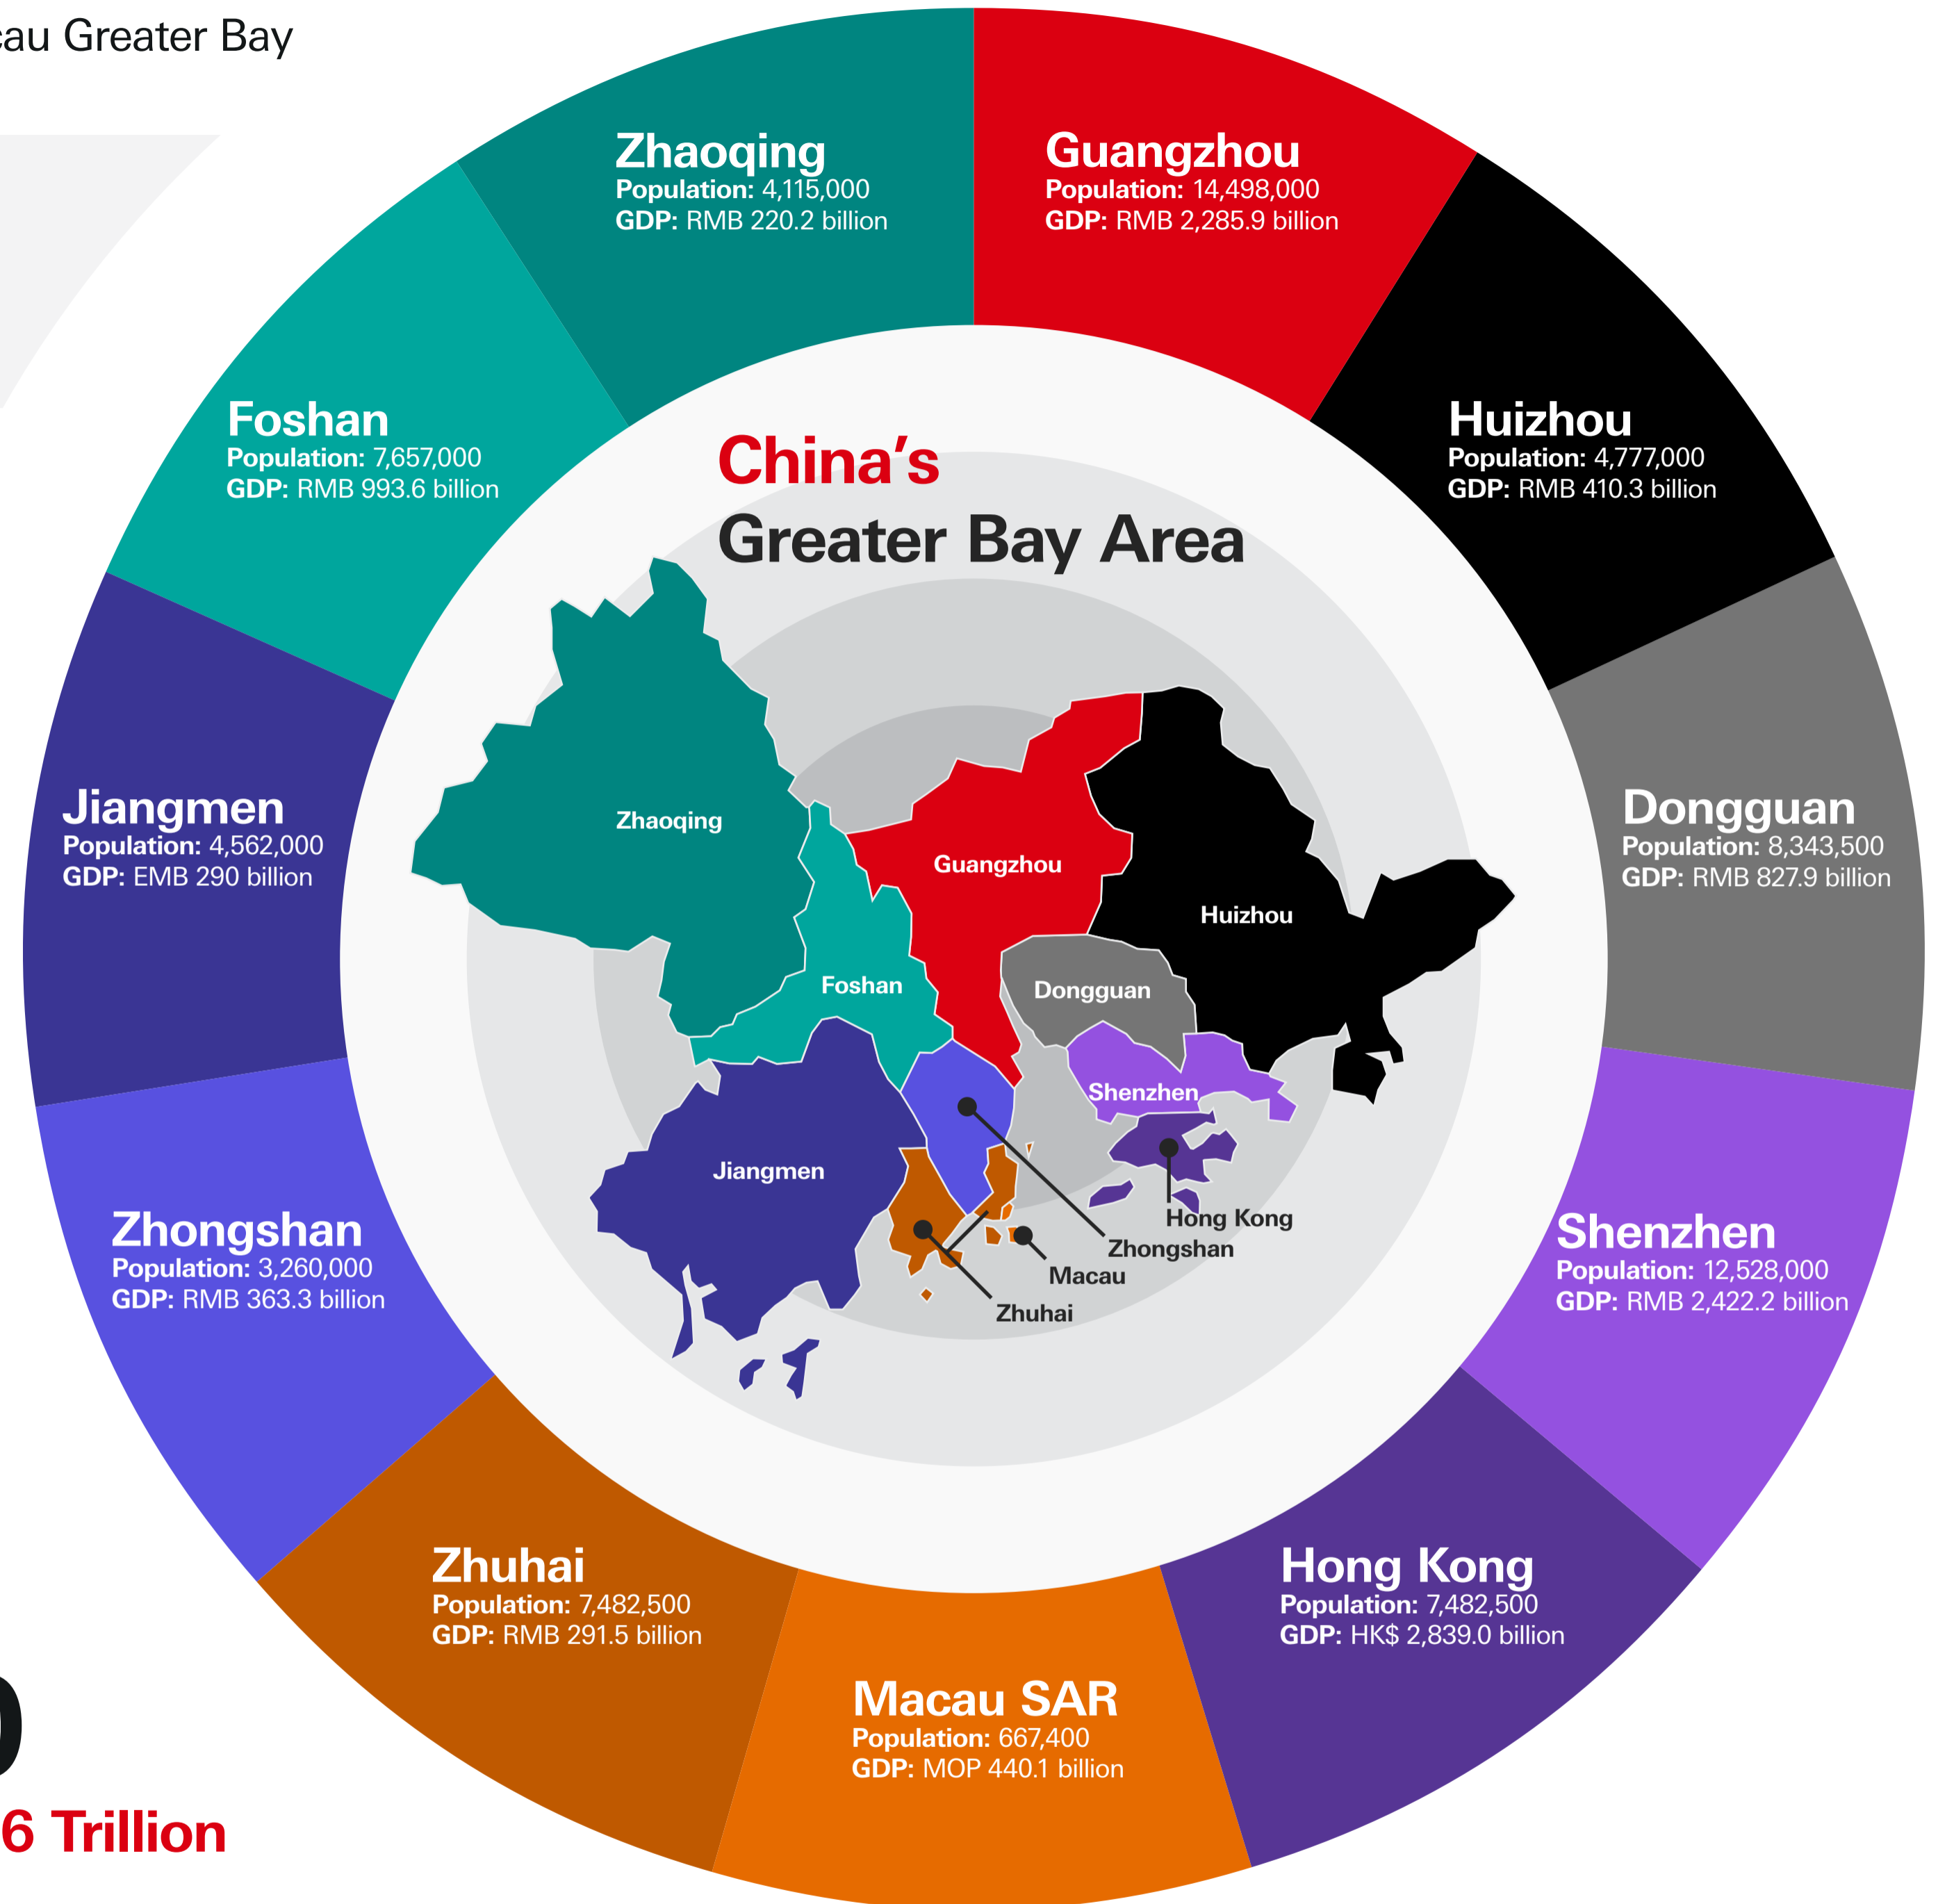 Greater Bay
Zhaoqing
Population: 4,115,000
GDP: RMB 220.2 billion
Guangzhou
Population: 14,498,000
GDP: RMB 2,285.9 billion
Foshan
Population: 7,657,000
GDP: RMB 993.6 billion
Huizhou
Population: 4,777,000
GDP: RMB 410.3 billion
China's
Greater Bay Area
Jiangmen
Population: 4,562,000
GDP: EMB 290 billion
Dongguan
Population: 8,343,500
GDP: RMB 827.9 billion
Zhaoqing
Guangzhou
Huizhou
Foshan
Dongguan
Shenzhen
Jiangmen
Hong Kong
Zhongshan
Macau
Zhuhai
Zhongshan
Population: 3,260,000
GDP: RMB 363.3 billion
Shenzhen
Population: 12,528,000
GDP: RMB 2,422.2 billion
Zhuhai
Population: 7,482,500
GDP: RMB 291.5 billion
Hong Kong
Population: 7,482,500
GDP: HK$ 2,839.0 billion
Macau SAR
Population: 667,400
GDP: MOP 440.1 billion
6 Trillion